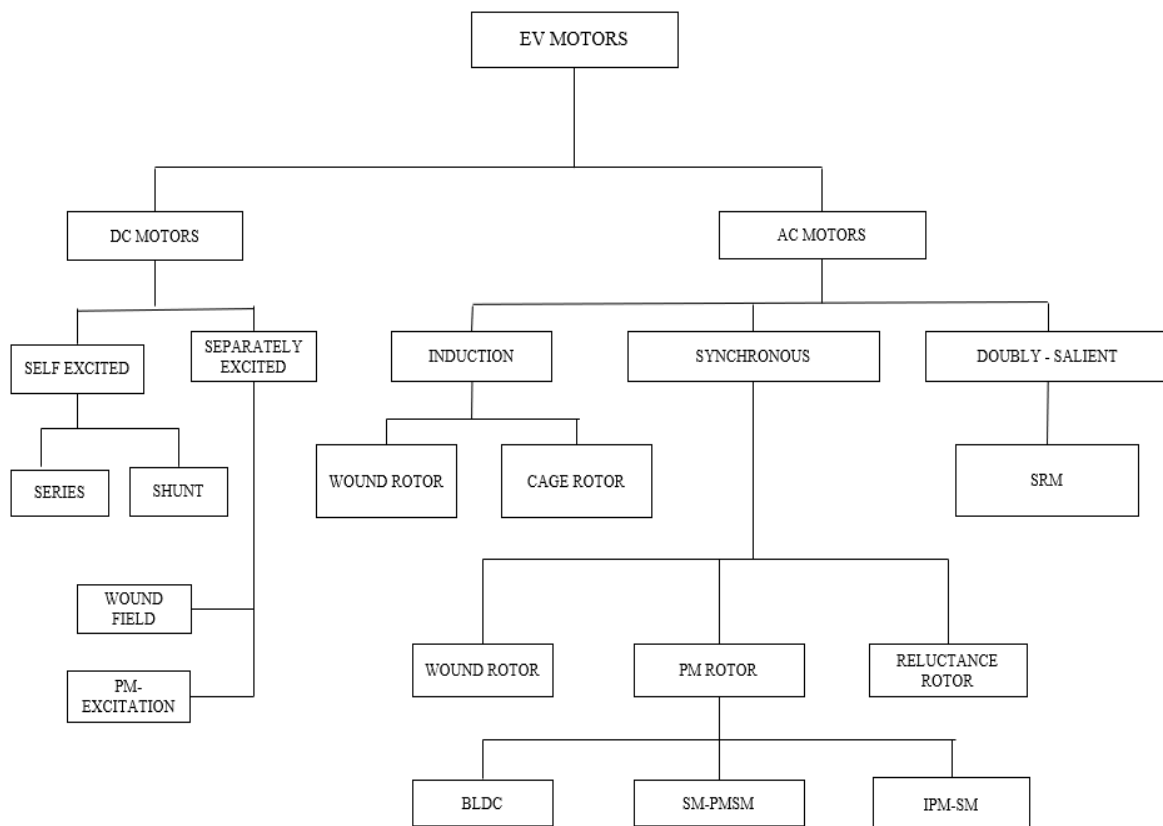 EV MOTORS
DC MOTORS
AC MOTORS
SELF EXCITED
SEPARATELY
EXCITED
INDUCTION
SYNCHRONOUS
DOUBLY - SALIENT
SERIES
SHUNT
WOUND ROTOR
CAGE ROTOR
SRM
WOUND
FIELD
PM-
EXCITATION
WOUND ROTOR
PM ROTOR
RELUCTANCE
ROTOR
BLDC
SM-PMSM
IPM-SM